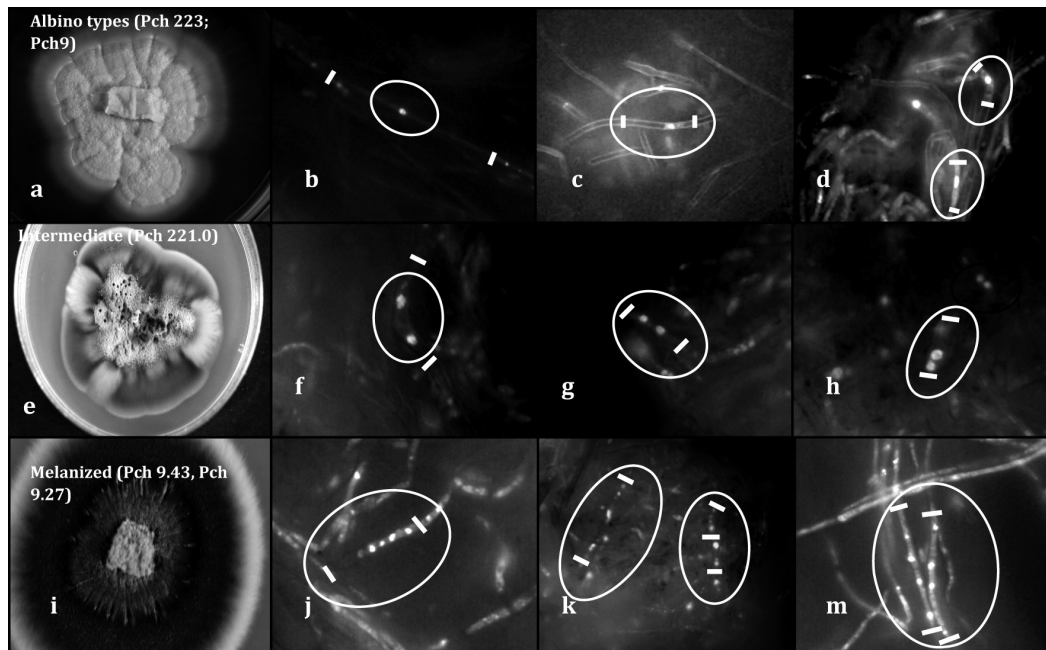 Albino types (Pch 223;
Pch9)
a
b
c
d
Intermediate (Pch 221.0)
e
f
g
h
Melanized (Pch 9.43, Pch
9.27)
i
j
k
m